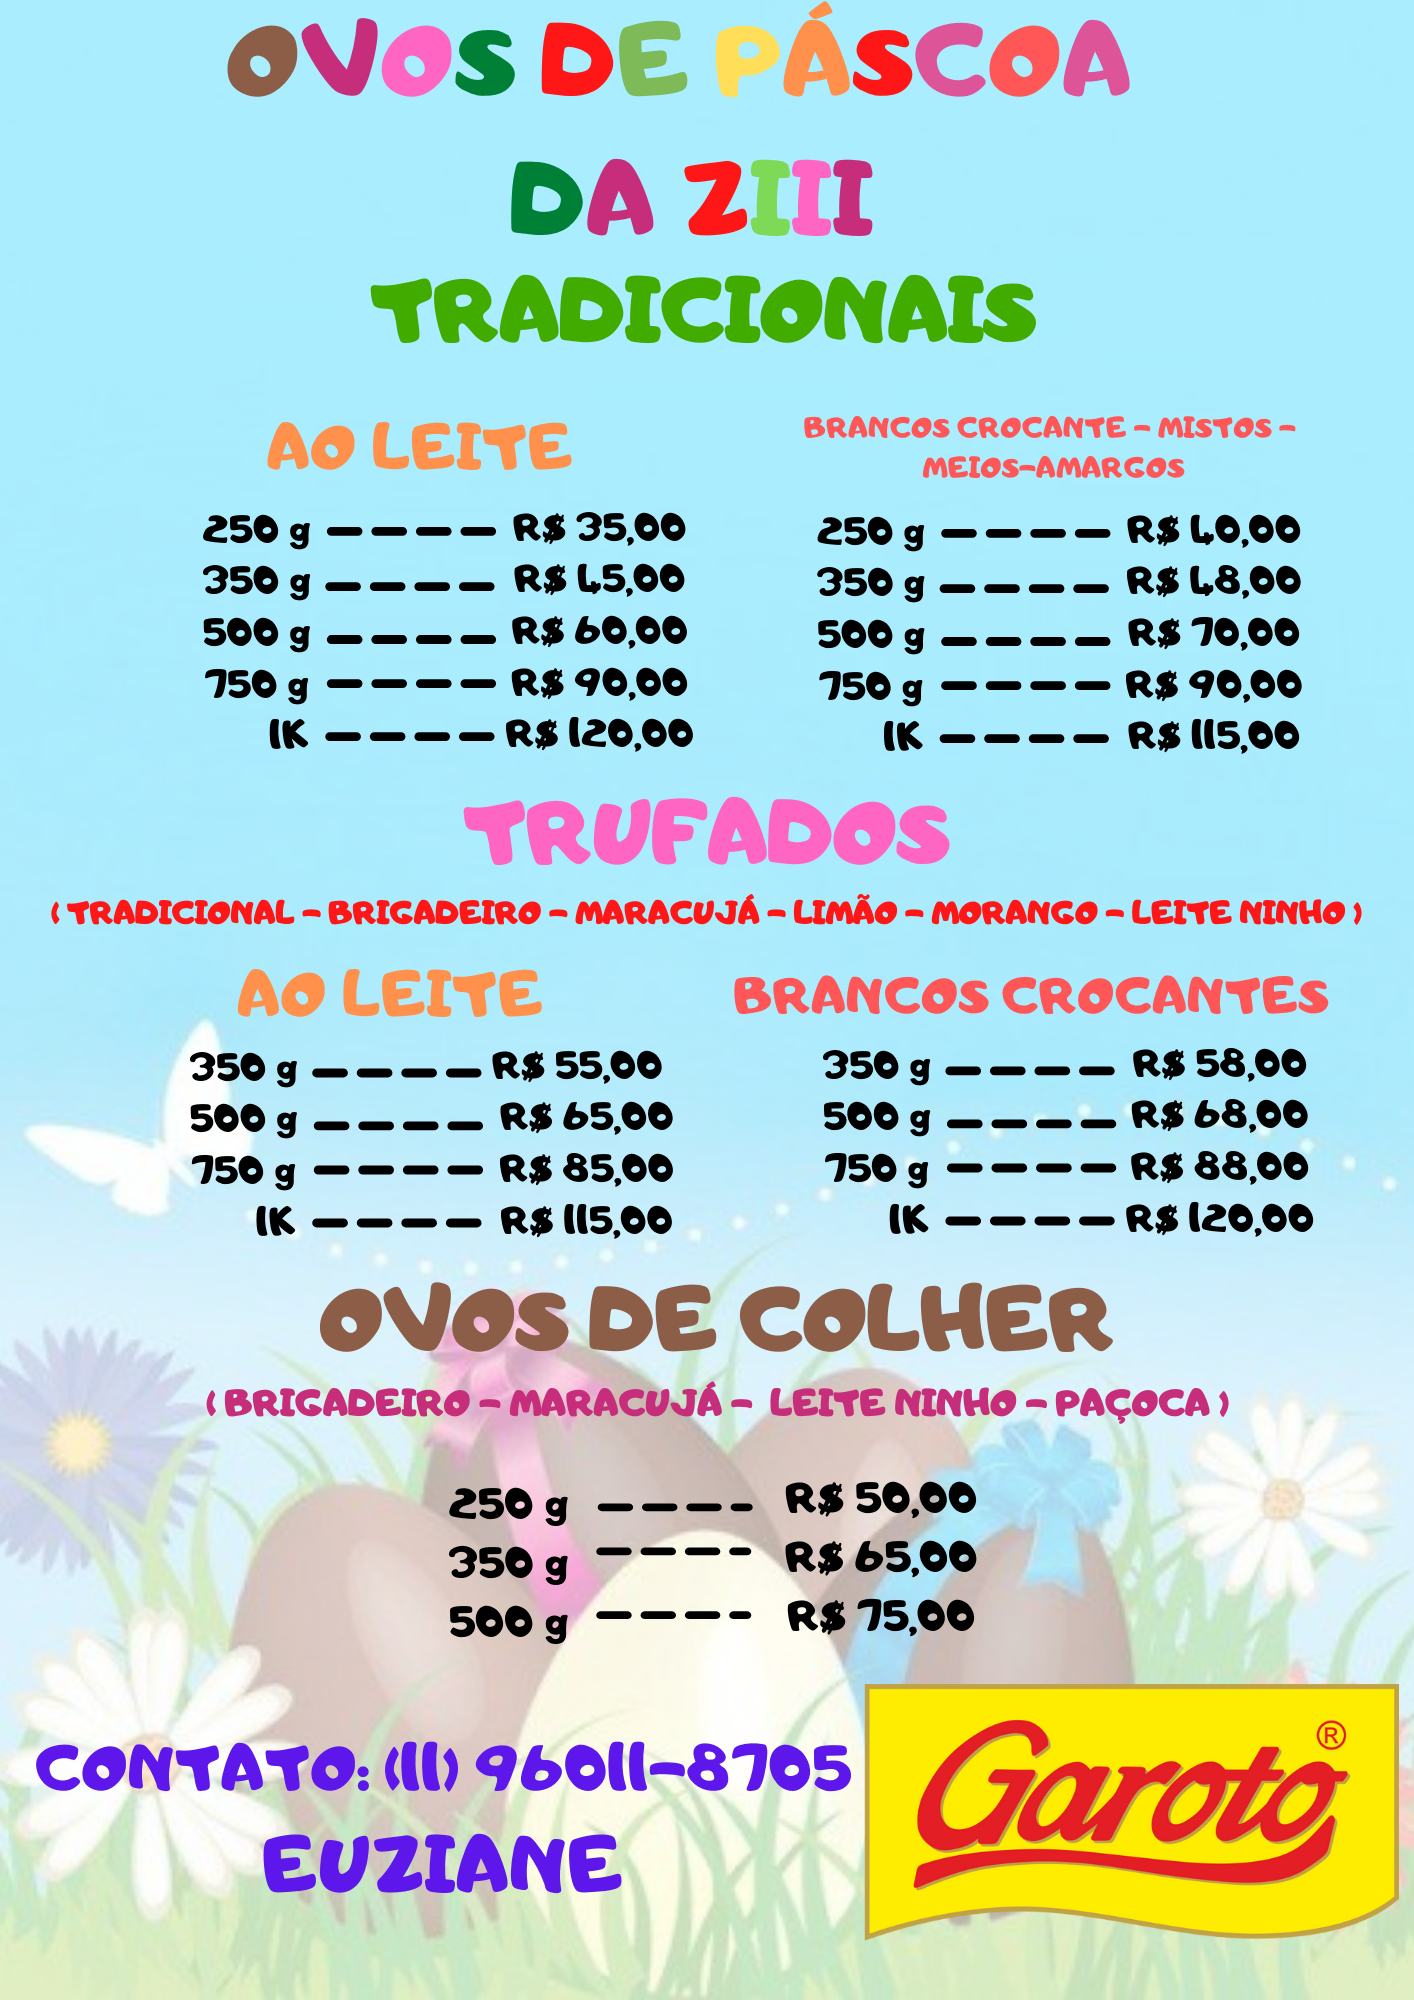 OVOS DE PÁSCOA
DA ZIII
TRADICIONAIS
AO LEITE
250 g ---- R$ 35,00
350 g ---- R$ 45,00
500 g ---- R$ 60,00
750 g ---- R$ 90,00
1K ---- R$ 120,00
BRANCOS CROCANTE - MISTOS -
MEIOS-AMARGOS
250 g ---- R$ 40,00
350 g ---- R$ 48,00
500 g ---- R$ 70,00
750 g ---- R$ 90,00
1K ---- R$ 115,00
TRUFADOS
( TRADICIONAL - BRIGADEIRO - MARACUJÁ - LIMÃO - MORANGO - LEITE NINHO )
AO LEITE
350 g ---- R$ 55,00
500 g ---- R$ 65,00
750 g ---- R$ 85,00
1K ---- R$ 115,00
BRANCOS CROCANTES
350 g ---- R$ 58,00
500 g ---- R$ 68,00
750 g ---- R$ 88,00
1K ---- R$ 120,00
OVOS DE COLHER
( BRIGADEIRO - MARACUJÁ - LEITE NINHO - PAÇOCA )
250 g ---- R$ 50,00
350 g ---- R$ 65,00
500 g ---- R$ 75,00
CONTATO: (11) 96011-8705
EUZIANE
Garoto ®